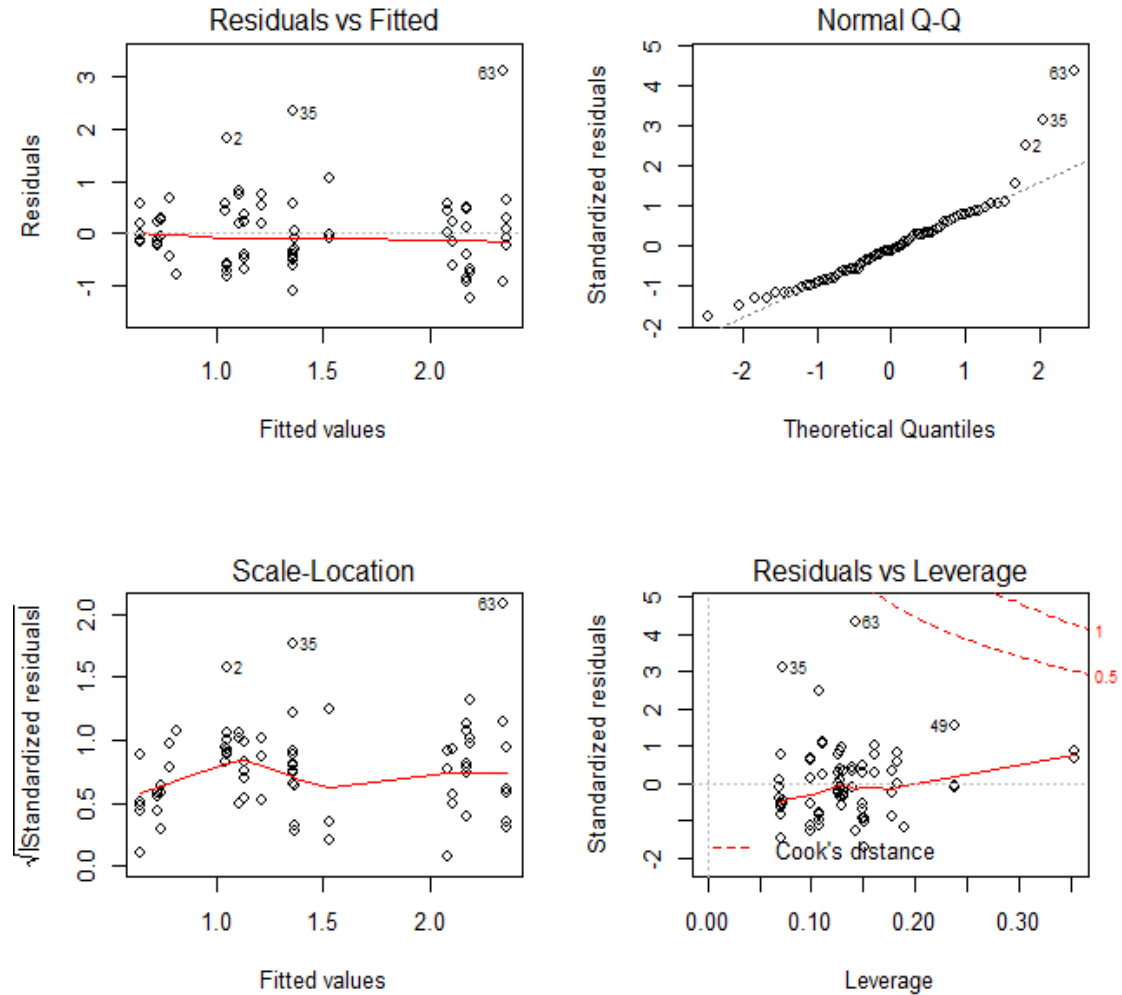 Residuals vs Fitted
Residuals
3
2
1
0
-1
63
35
2
1.0 1.5 2.0
Fitted values
Normal Q-Q
Standardized residuals
5
4
3
2
1
0
-1
-2
63
35
2
-2 -1 0 1 2
Theoretical Quantiles
Scale-Location
√|Standardized residuals|
2.0
1.5
1.0
0.5
0.0
63
35
2
1.0 1.5 2.0
Fitted values
Residuals vs Leverage
Standardized residuals
5
4
3
2
1
0
-2
63
35
49
1
0.5
Cook's distance
0.00 0.10 0.20 0.30
Leverage